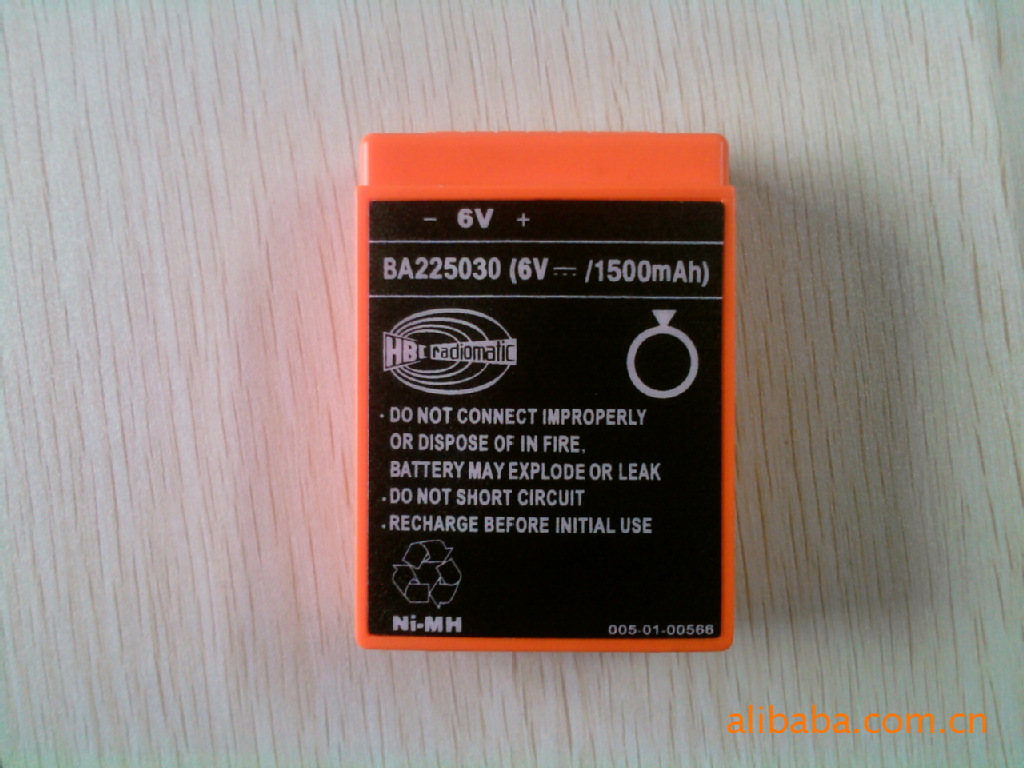 − 6V +
BA225030 (6V⎓ /1500mAh)
HBC radiomatic
· DO NOT CONNECT IMPROPERLY
OR DISPOSE OF IN FIRE,
BATTERY MAY EXPLODE OR LEAK
· DO NOT SHORT CIRCUIT
· RECHARGE BEFORE INITIAL USE
Ni-MH
005-01-00566
alibaba.com.cn